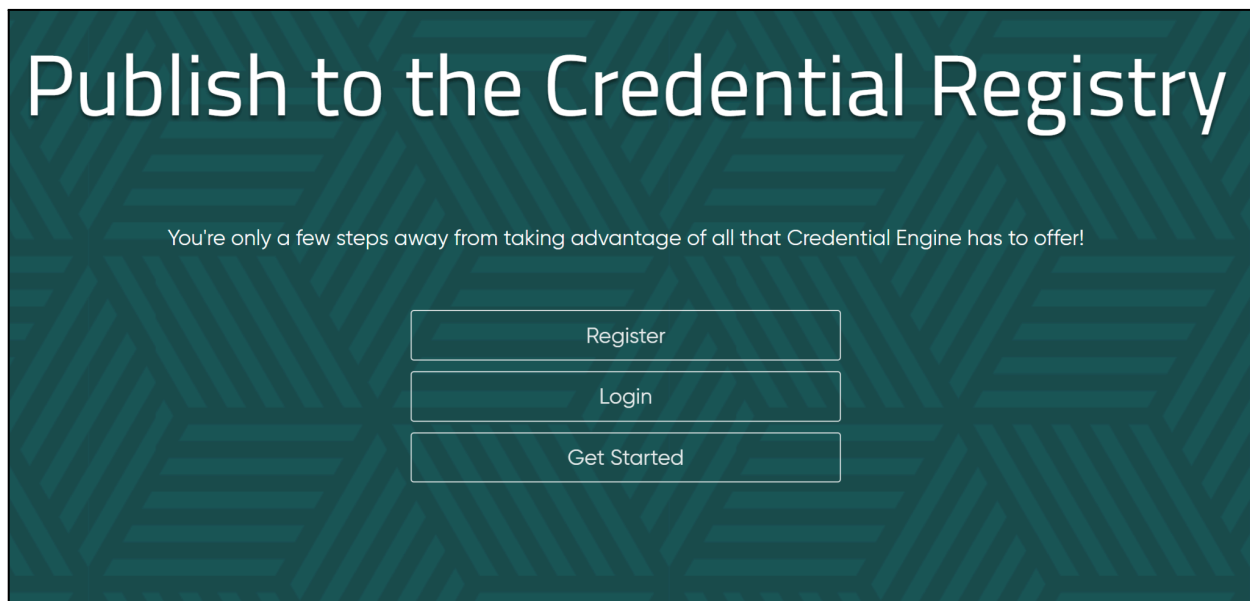 Publish to the Credential Registry
You're only a few steps away from taking advantage of all that Credential Engine has to offer!
Register
Login
Get Started